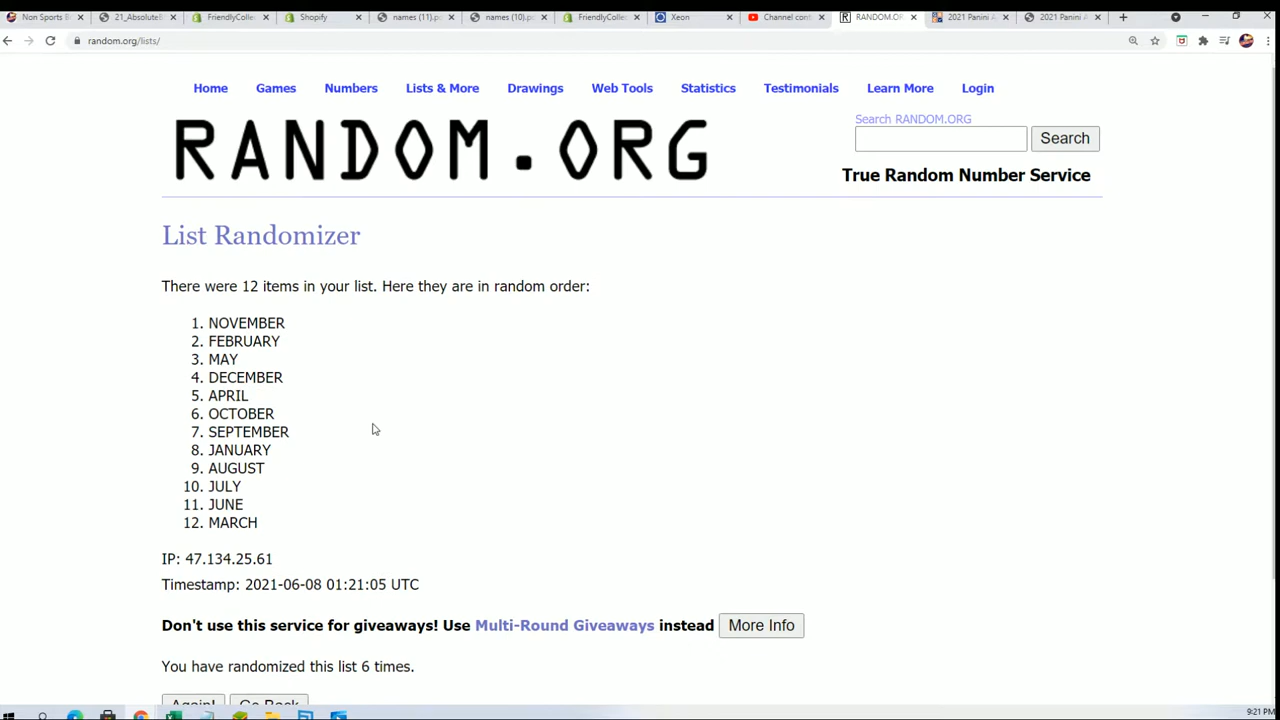 Non Sports B
21_Absolute
FriendlyColle
Shopify
names (11).p
names (10).p
FriendlyColle
Xeon
Channel cont
RANDOM.OR
2021 Panini A
2021 Panini A
random.org/lists/
Home Games Numbers Lists & More Drawings Web Tools Statistics Testimonials Learn More Login
RANDOM.ORG
Search RANDOM.ORG
Search
True Random Number Service
List Randomizer
There were 12 items in your list. Here they are in random order:
1. NOVEMBER
2. FEBRUARY
3. MAY
4. DECEMBER
5. APRIL
6. OCTOBER
7. SEPTEMBER
8. JANUARY
9. AUGUST
10. JULY
11. JUNE
12. MARCH
IP: 47.134.25.61
Timestamp: 2021-06-08 01:21:05 UTC
Don't use this service for giveaways! Use Multi-Round Giveaways instead More Info
You have randomized this list 6 times.
Again! Go Back
9:21 PM